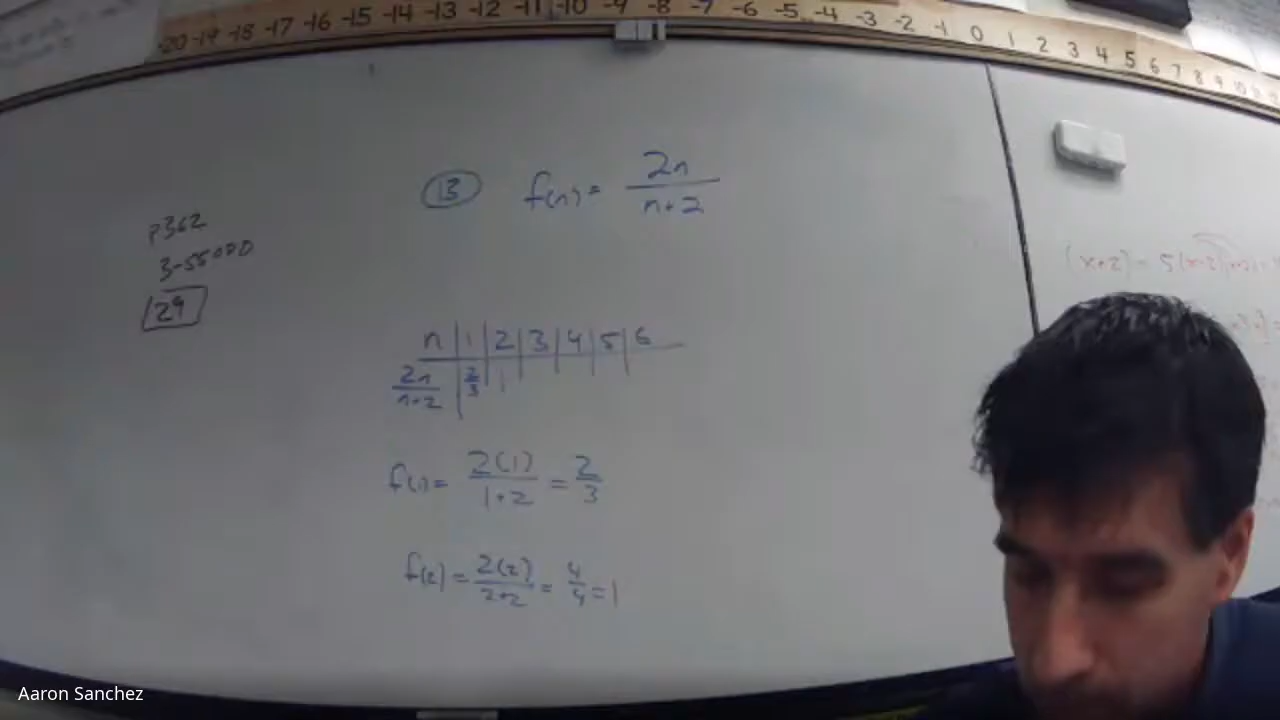 -20 -19 -18 -17 -16 -15 -14 -13 -12 -11 -10 -9 -8 -7 -6 -5 -4 -3 -2 -1 0 1 2 3 4 5 6 7 8 9 10
13 f(n) = 2n / n+2
p362
3-55 odd
29
(x+2) = 5(x-2)
n | 1 | 2 | 3 | 4 | 5 | 6
2n / n+2 | 2/3 | 1
f(1) = 2(1) / 1+2 = 2/3
f(2) = 2(2) / 2+2 = 4/4 = 1
Aaron Sanchez